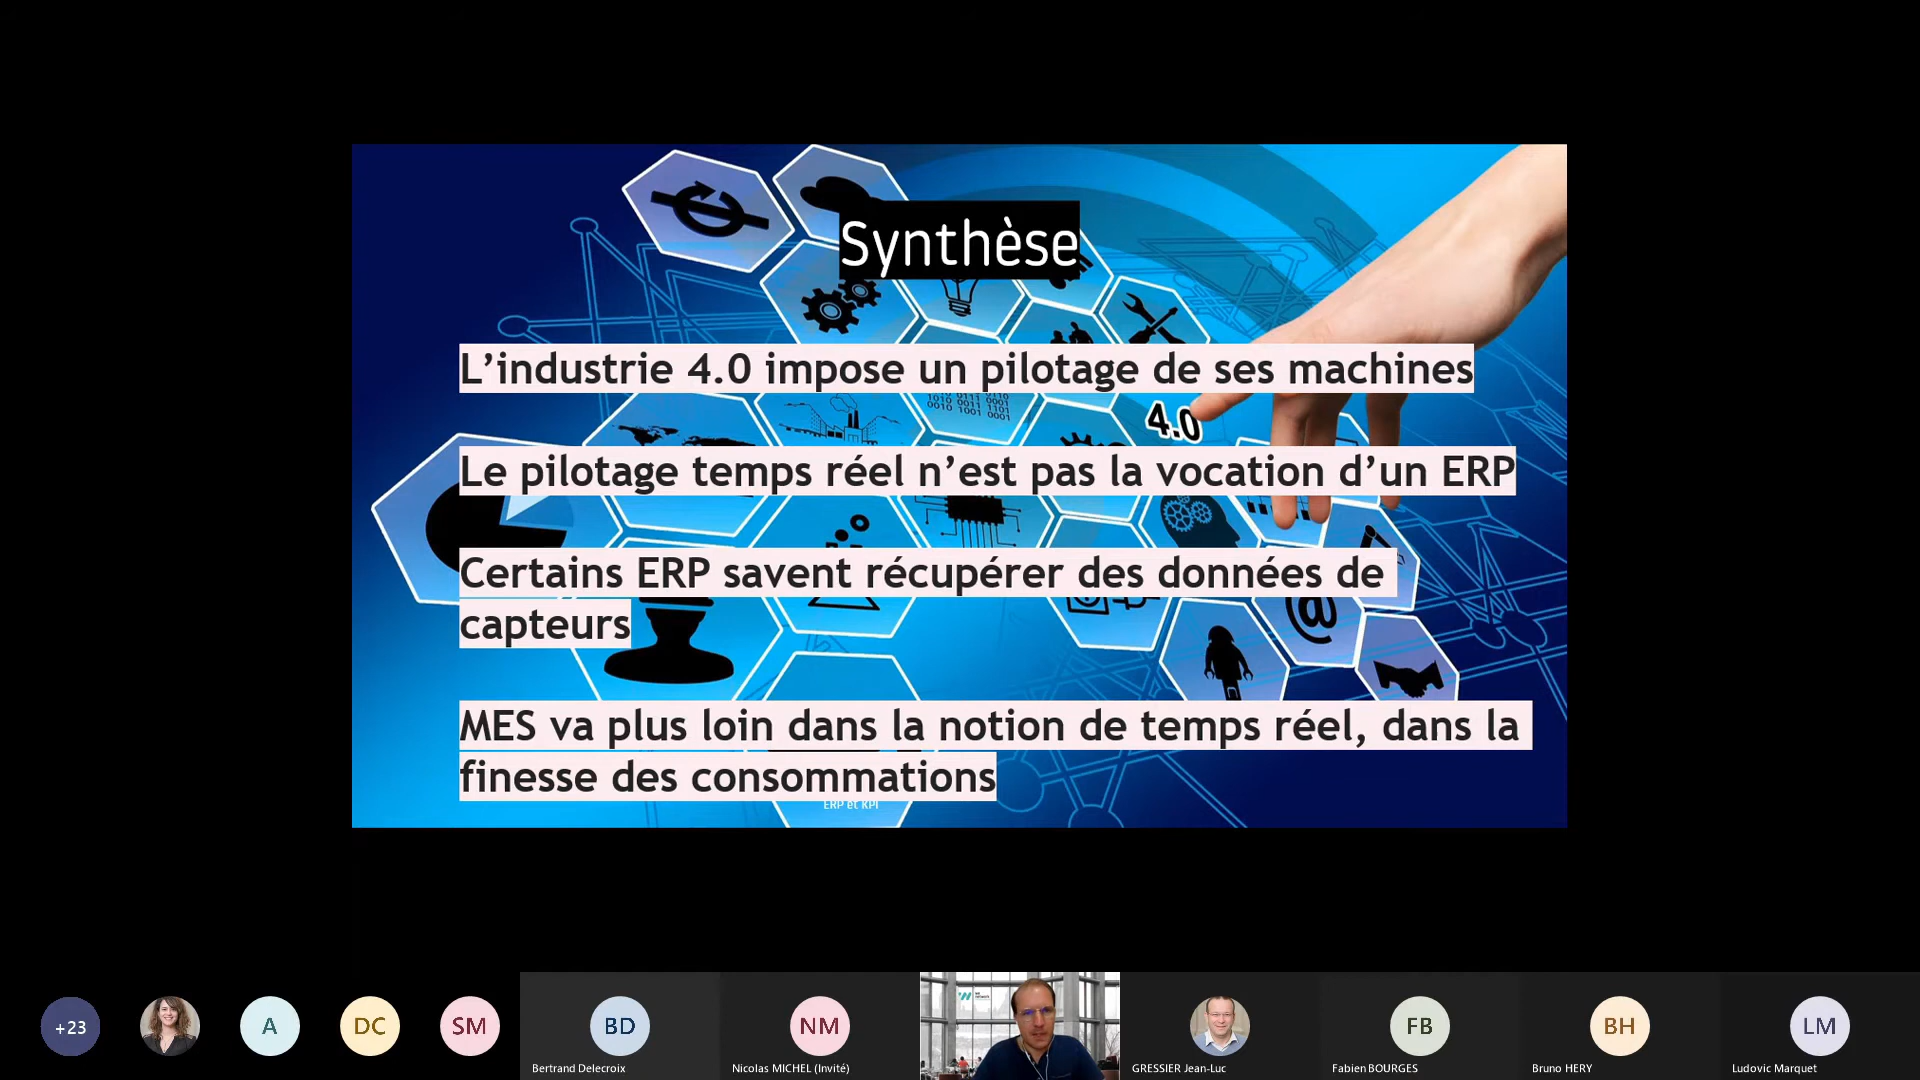 Synthèse
L’industrie 4.0 impose un pilotage de ses machines
4.0
Le pilotage temps réel n’est pas la vocation d’un ERP
Certains ERP savent récupérer des données de
capteurs
@
MES va plus loin dans la notion de temps réel, dans la
finesse des consommations
ERP et KPI
+23
A
DC
SM
BD
NM
FB
BH
LM
Bertrand Delecroix
Nicolas MICHEL (Invité)
GRESSIER Jean-Luc
Fabien BOURGES
Bruno HERY
Ludovic Marquet